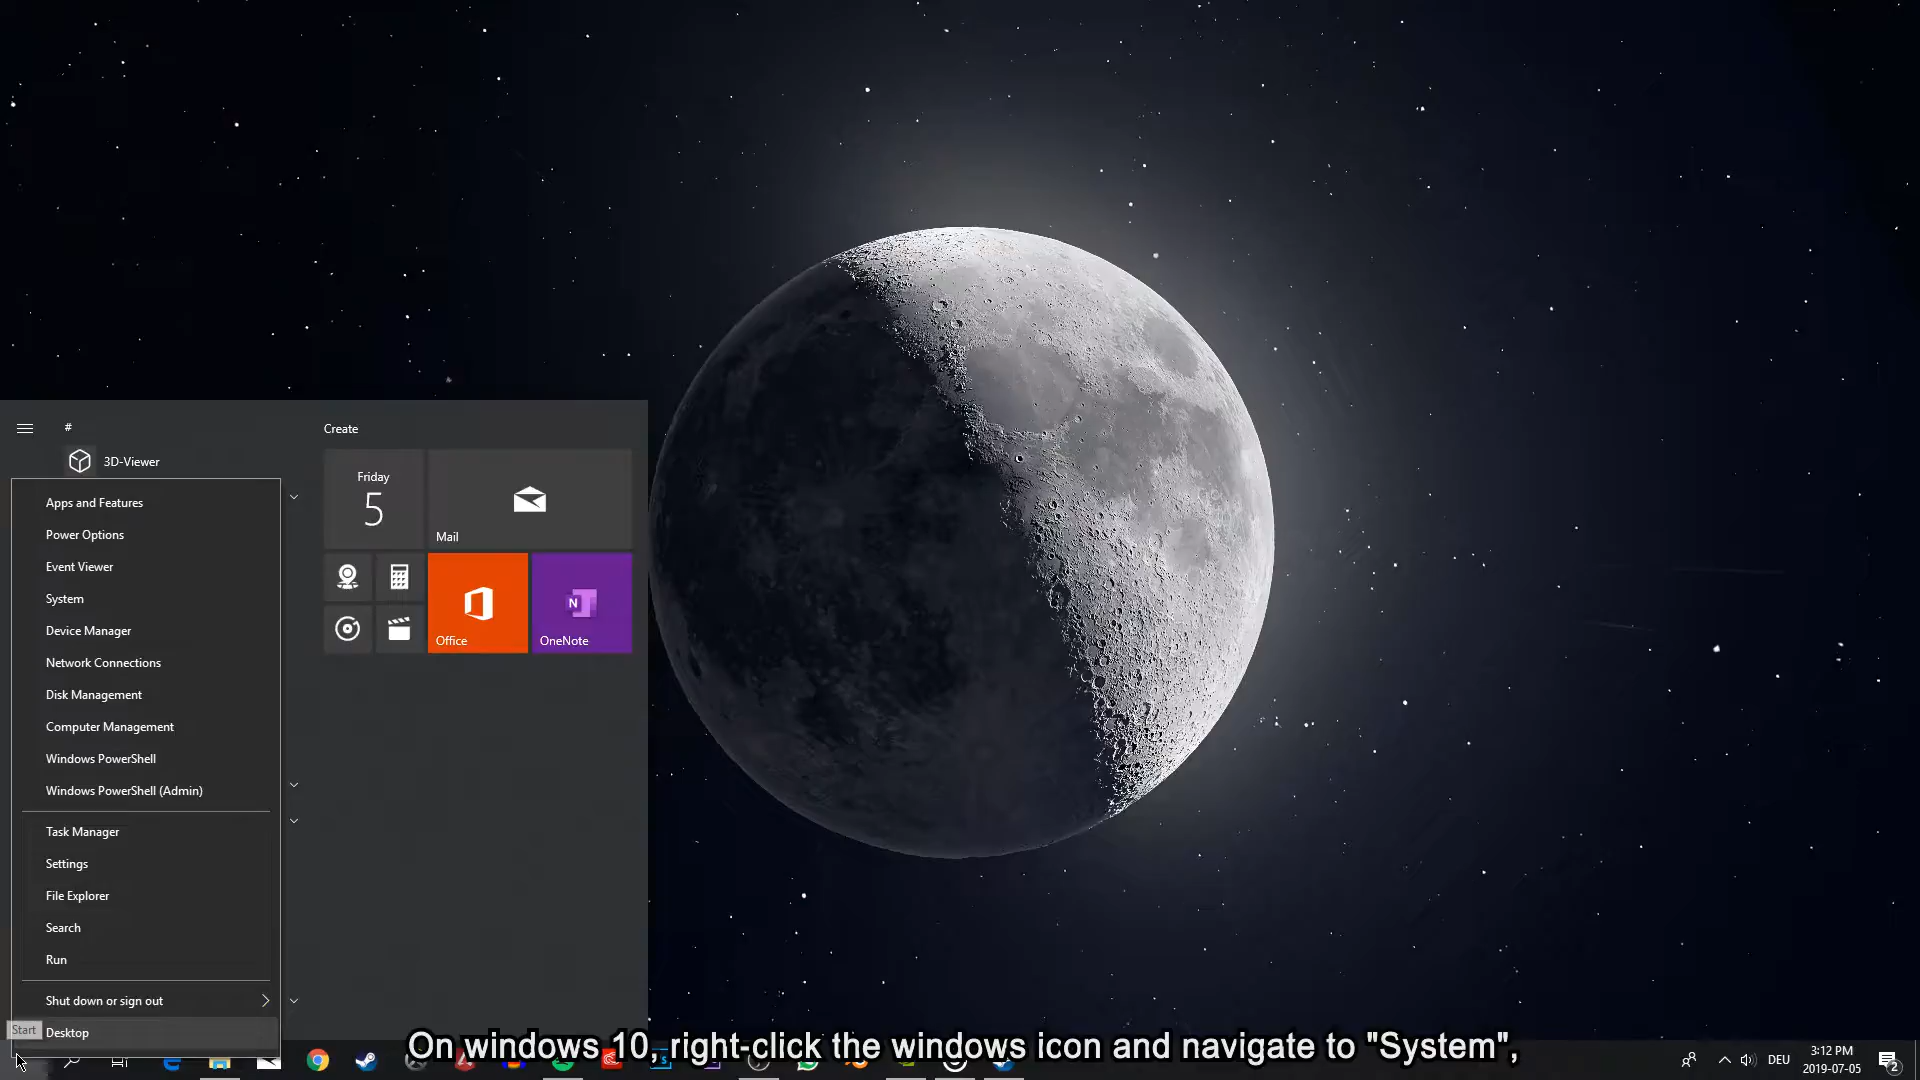 #
3D-Viewer
Apps and Features
Power Options
Event Viewer
System
Device Manager
Network Connections
Disk Management
Computer Management
Windows PowerShell
Windows PowerShell (Admin)
Task Manager
Settings
File Explorer
Search
Run
Shut down or sign out
Start
Desktop
Create
Friday
5
Mail
Office
N
OneNote
On windows 10, right-click the windows icon and navigate to "System",
DEU
3:12 PM
2019-07-05
2